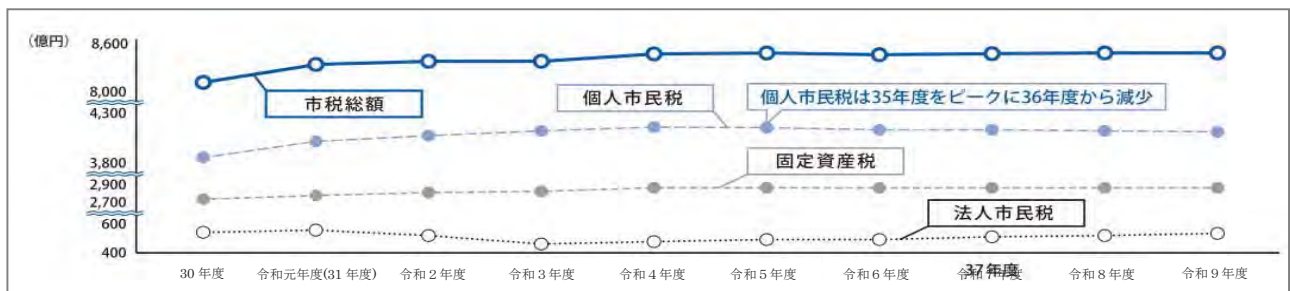 (億円)
8,600
8,000
4,300
3,800
2,900
2,700
600
400
市税総額
個人市民税
個人市民税は35年度をピークに36年度から減少
固定資産税
法人市民税
30年度
令和元年度(31年度)
令和2年度
令和3年度
令和4年度
令和5年度
令和6年度
37年度
令和8年度
令和9年度